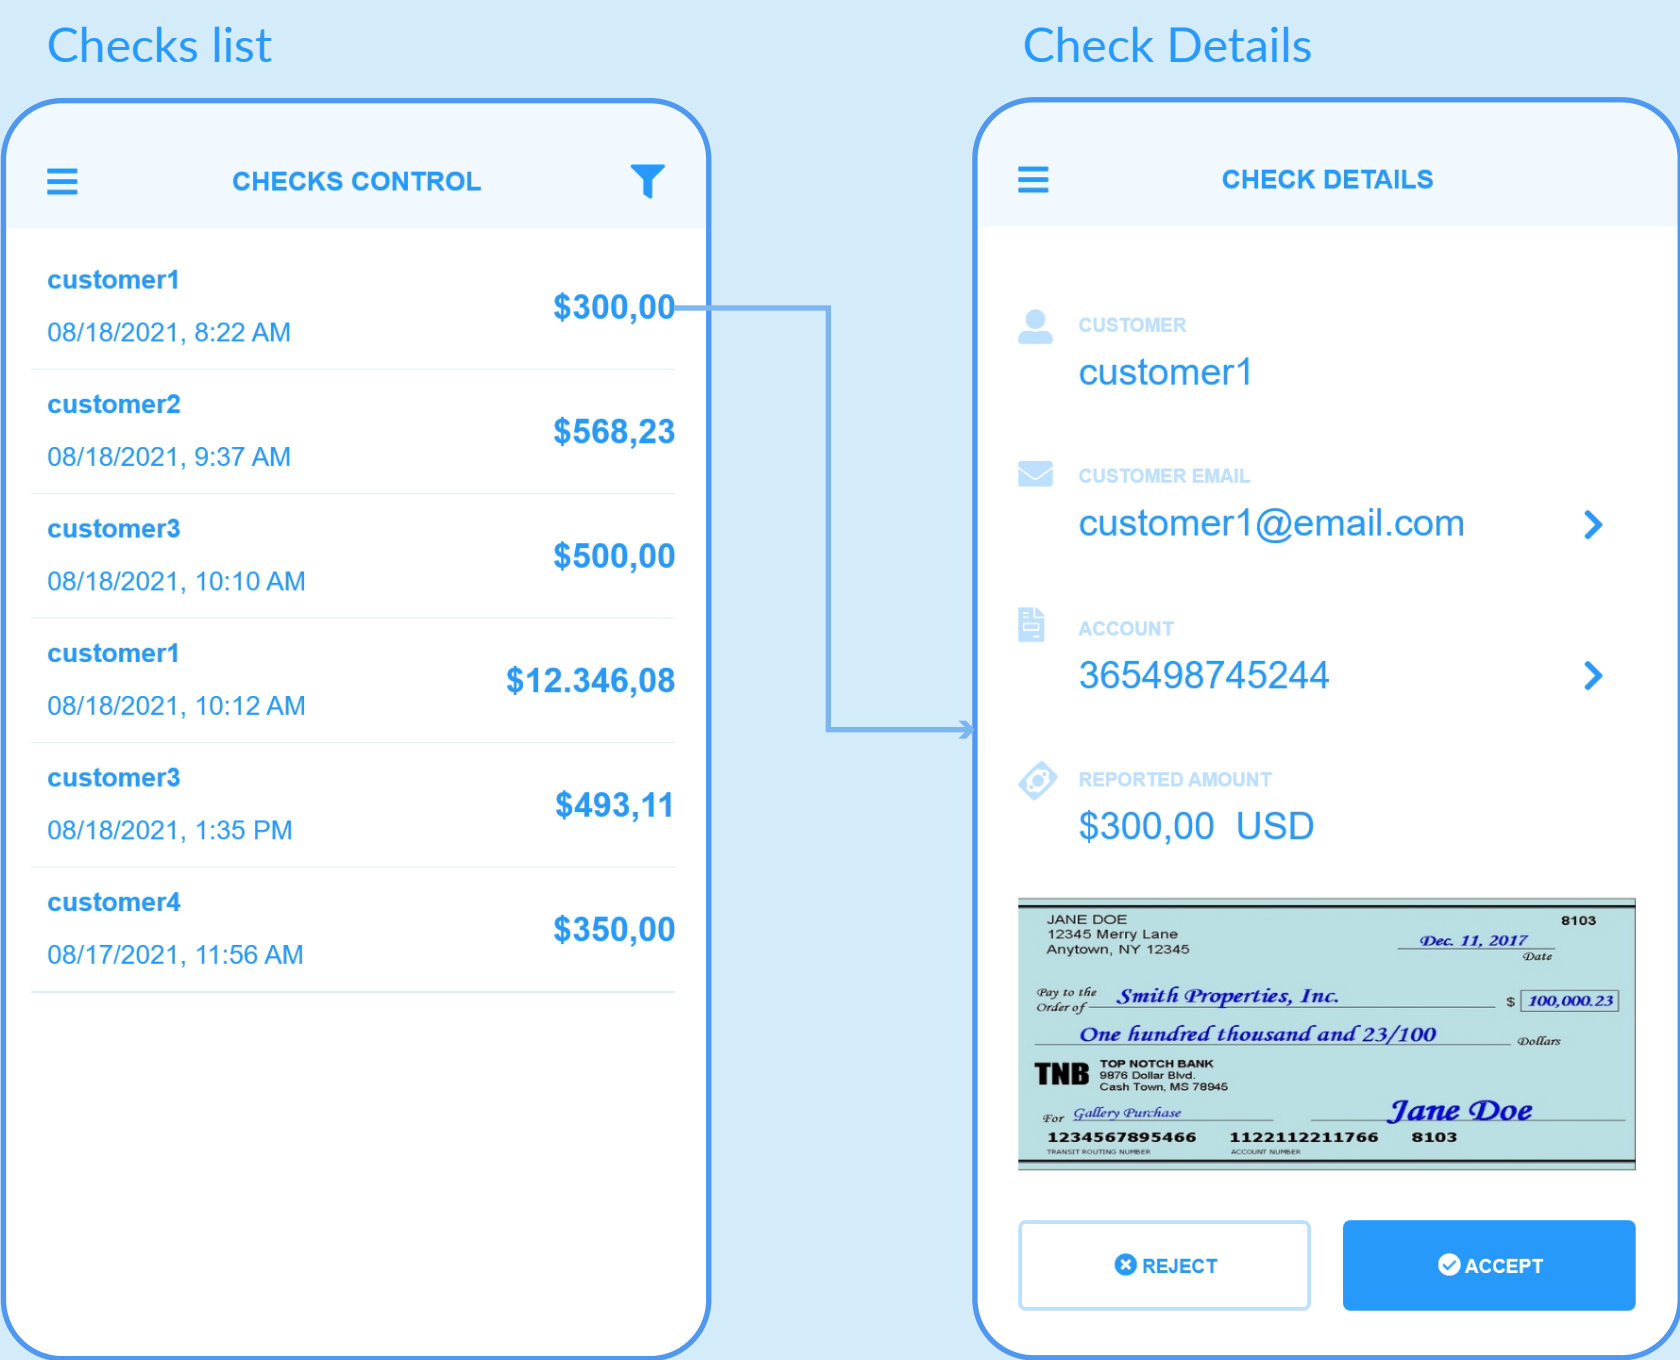 Checks list
CHECKS CONTROL
customer1
$300,00
08/18/2021, 8:22 AM
customer2
$568,23
08/18/2021, 9:37 AM
customer3
$500,00
08/18/2021, 10:10 AM
customer1
$12.346,08
08/18/2021, 10:12 AM
customer3
$493,11
08/18/2021, 1:35 PM
customer4
$350,00
08/17/2021, 11:56 AM
Check Details
CHECK DETAILS
CUSTOMER
customer1
CUSTOMER EMAIL
customer1@email.com
ACCOUNT
365498745244
REPORTED AMOUNT
$300,00 USD
JANE DOE
8103
12345 Merry Lane
Anytown, NY 12345
Dec. 11, 2017
Date
Pay to the
Order of
Smith Properties, Inc.
$ 100,000.23
One hundred thousand and 23/100
Dollars
TNB
TOP NOTCH BANK
9876 Dollar Blvd.
Cash Town, MS 78945
For Gallery Purchase
Jane Doe
1234567895466 1122112211766 8103
TRANSIT ROUTING NUMBER ACCOUNT NUMBER
REJECT
ACCEPT